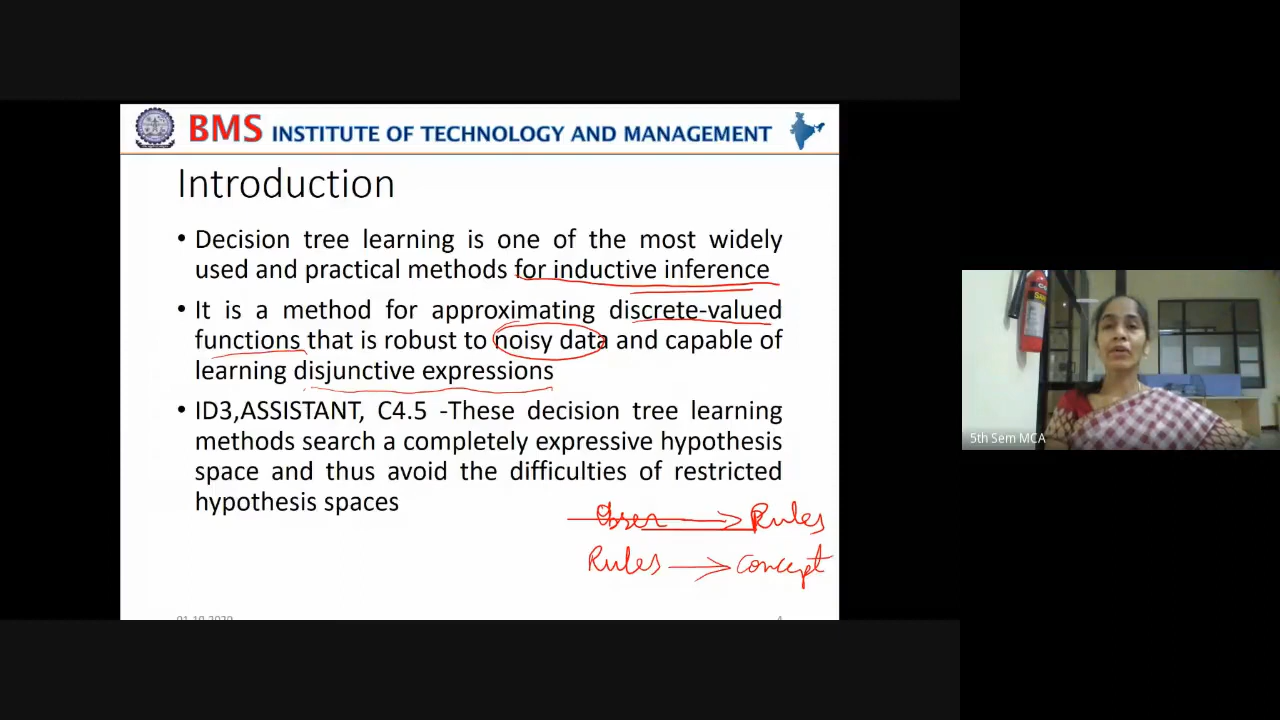 BMS INSTITUTE OF TECHNOLOGY AND MANAGEMENT
Introduction
• Decision tree learning is one of the most widely
used and practical methods for inductive inference
• It is a method for approximating discrete-valued
functions that is robust to noisy data and capable of
learning disjunctive expressions
• ID3,ASSISTANT, C4.5 -These decision tree learning
methods search a completely expressive hypothesis
space and thus avoid the difficulties of restricted
hypothesis spaces
Obser → Rules
Rules → Concept
5th Sem MCA